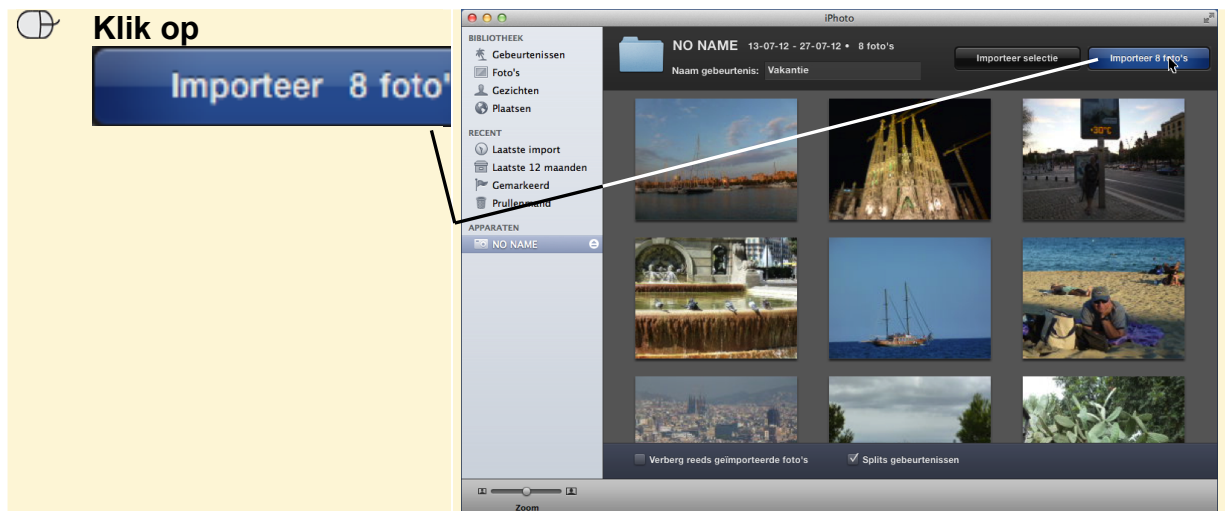 Klik op
Importeer 8 foto'
iPhoto
BIBLIOTHEEK
Gebeurtenissen
Foto's
Gezichten
Plaatsen
RECENT
Laatste import
Laatste 12 maanden
Gemarkeerd
Prullenmand
APPARATEN
NO NAME
NO NAME 13-07-12 - 27-07-12 • 8 foto's
Naam gebeurtenis: Vakantie
Importeer selectie
Importeer 8 foto's
-30°C
Verberg reeds geïmporteerde foto's
Splits gebeurtenissen
Zoom